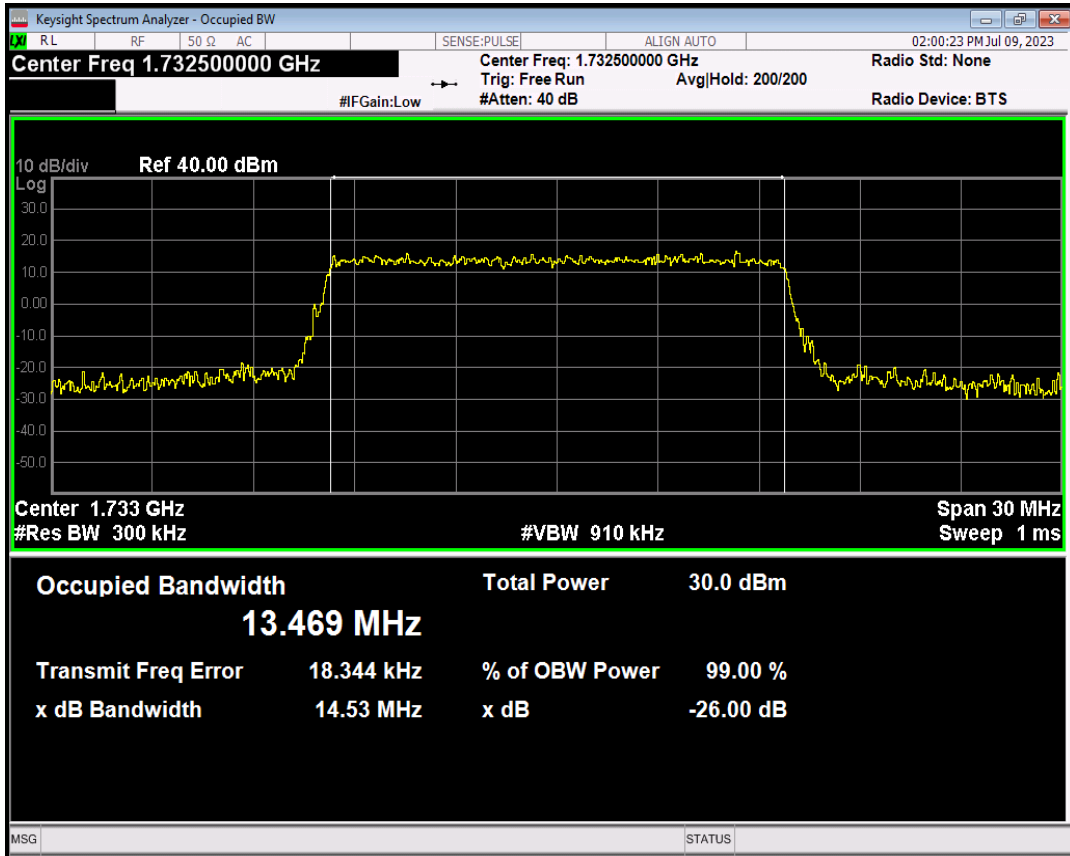 Keysight Spectrum Analyzer - Occupied BW
LXI RL RF 50 Ω AC SENSE:PULSE ALIGN AUTO 02:00:23 PM Jul 09, 2023
Center Freq 1.732500000 GHz
Center Freq: 1.732500000 GHz Radio Std: None
Trig: Free Run Avg|Hold: 200/200
#IFGain:Low #Atten: 40 dB Radio Device: BTS
10 dB/div Ref 40.00 dBm
Log
30.0
20.0
10.0
0.00
-10.0
-20.0
-30.0
-40.0
-50.0
Center 1.733 GHz Span 30 MHz
#Res BW 300 kHz #VBW 910 kHz Sweep 1 ms
Occupied Bandwidth Total Power 30.0 dBm
13.469 MHz
Transmit Freq Error 18.344 kHz % of OBW Power 99.00 %
x dB Bandwidth 14.53 MHz x dB -26.00 dB
MSG STATUS